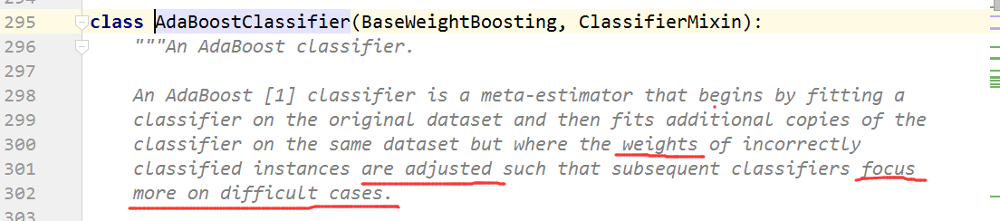 295 class AdaBoostClassifier(BaseWeightBoosting, ClassifierMixin):
296 """An AdaBoost classifier.
297
298 An AdaBoost [1] classifier is a meta-estimator that begins by fitting a
299 classifier on the original dataset and then fits additional copies of the
300 classifier on the same dataset but where the weights of incorrectly
301 classified instances are adjusted such that subsequent classifiers focus
302 more on difficult cases.